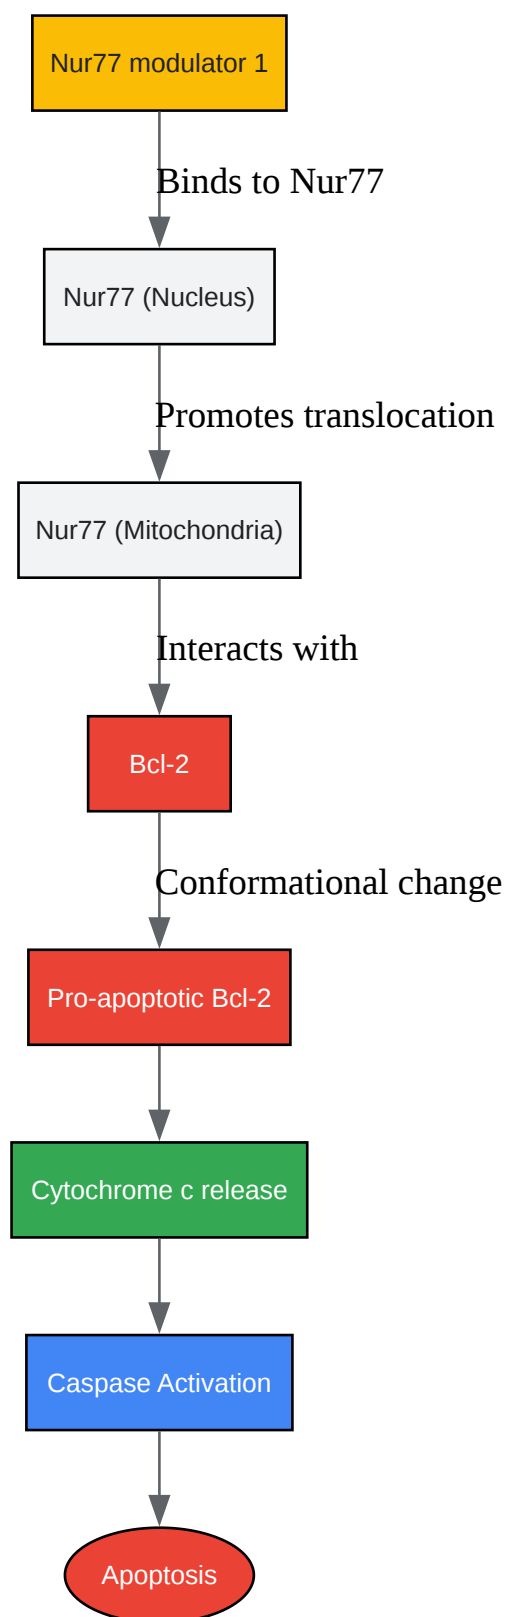 Nur77 modulator 1
Binds to Nur77
Nur77 (Nucleus)
Promotes translocation
Nur77 (Mitochondria)
Interacts with
Bcl-2
Conformational change
Pro-apoptotic Bcl-2
Cytochrome c release
Caspase Activation
Apoptosis